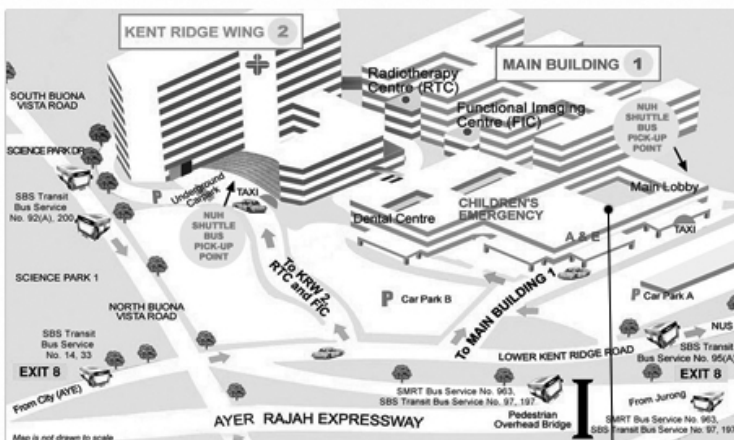 KENT RIDGE WING 2
MAIN BUILDING 1
Radiotherapy
Centre (RTC)
Functional Imaging
Centre (FIC)
NUH
SHUTTLE
BUS
PICK-UP
POINT
SOUTH BUONA
VISTA ROAD
SCIENCE PARK DR
SBS Transit
Bus Service
No. 92(A), 200
P
Underground
Carpark
TAXI
NUH
SHUTTLE
BUS
PICK-UP
POINT
Dental Centre
CHILDREN'S
EMERGENCY
Main Lobby
A & E
TAXI
SCIENCE PARK 1
To KRW 2,
RTC and FIC
P Car Park B
To MAIN BUILDING 1
P
Car Park A
NORTH BUONA
VISTA ROAD
SBS Transit
Bus Service
No. 14, 33
EXIT 8
From City (AYE)
LOWER KENT RIDGE ROAD
NUS
SBS Transit
Bus Service No. 95(A)
EXIT 8
From Jurong
SMRT Bus Service No. 963,
SBS Transit Bus Service No. 97, 197
Pedestrian
Overhead Bridge
SMRT Bus Service No. 963,
SBS Transit Bus Service No. 97, 197
AYER RAJAH EXPRESSWAY
Map is not drawn to scale